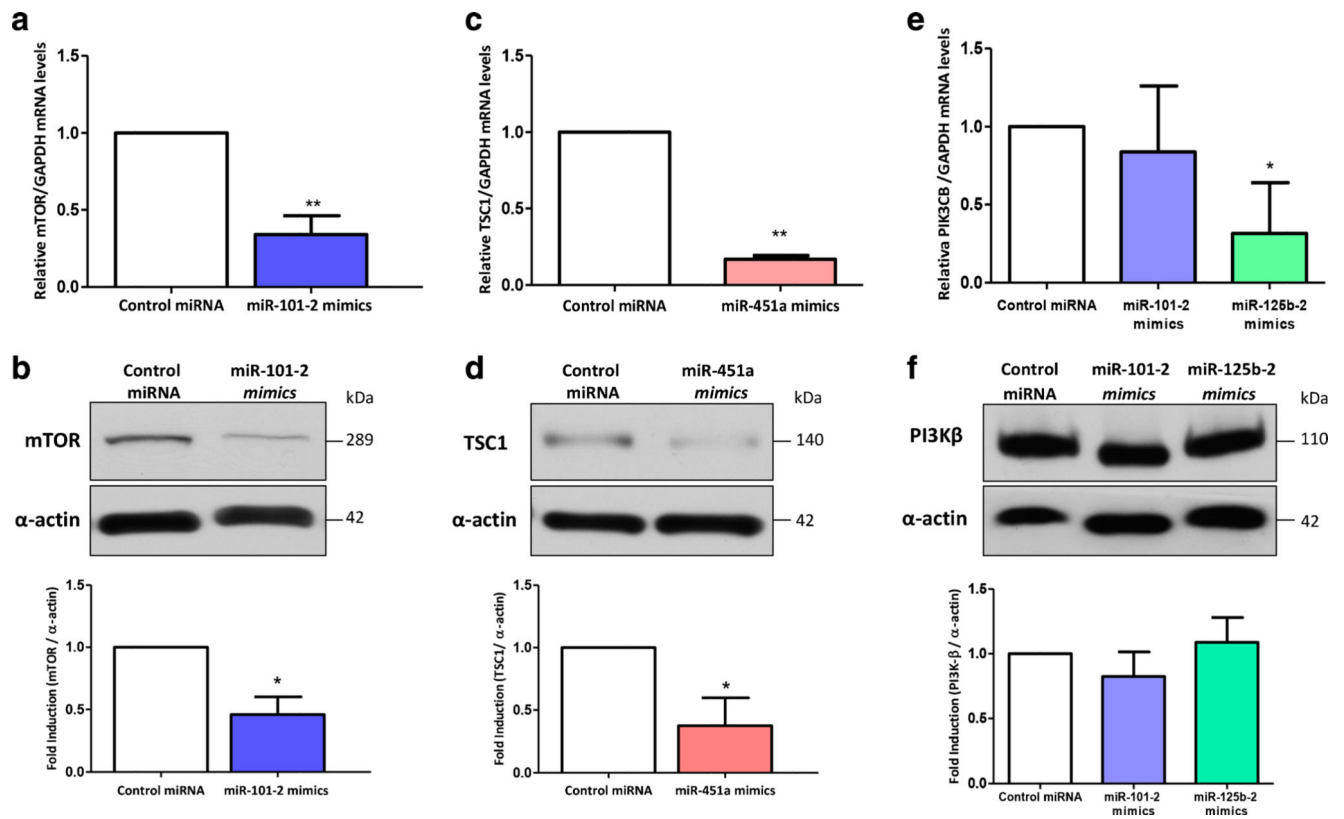 a
Relative mTOR/GAPDH mRNA levels
1.5
1.0
0.5
0.0
**
Control miRNA
miR-101-2 mimics
b
Control
miRNA
miR-101-2
mimics
kDa
mTOR
289
α-actin
42
Fold Induction (mTOR / α-actin)
1.5
1.0
0.5
0.0
*
Control miRNA
miR-101-2 mimics
c
Relative TSC1/GAPDH mRNA levels
1.5
1.0
0.5
0.0
**
Control miRNA
miR-451a mimics
d
Control
miRNA
miR-451a
mimics
kDa
TSC1
140
α-actin
42
Fold Induction (TSC1/ α-actin)
1.5
1.0
0.5
0.0
*
Control miRNA
miR-451a mimics
e
Relative PIK3CB /GAPDH mRNA levels
1.5
1.0
0.5
0.0
*
Control miRNA
miR-101-2
mimics
miR-126b-2
mimics
f
Control
miRNA
miR-101-2
mimics
miR-125b-2
mimics
kDa
PI3Kβ
110
α-actin
42
Fold Induction (PI3K-β / α-actin)
1.5
1.0
0.5
0.0
Control miRNA
miR-101-2
mimics
miR-125b-2
mimics